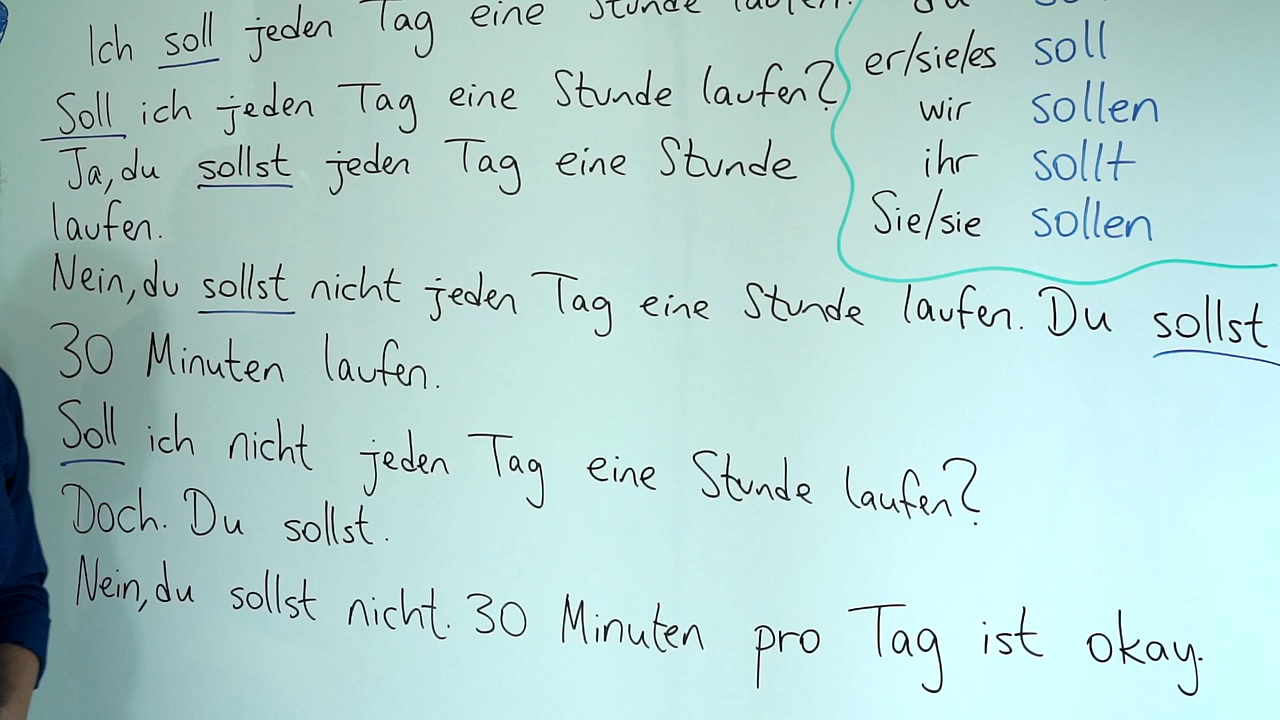 Ich soll jeden Tag eine Stunde laufen.
Soll ich jeden Tag eine Stunde laufen?
Ja, du sollst jeden Tag eine Stunde
laufen.
Nein, du sollst nicht jeden Tag eine Stunde laufen. Du sollst
30 Minuten laufen.
Soll ich nicht jeden Tag eine Stunde laufen?
Doch. Du sollst.
Nein, du sollst nicht. 30 Minuten pro Tag ist okay.
du
er/sie/es soll
wir sollen
ihr sollt
Sie/sie sollen